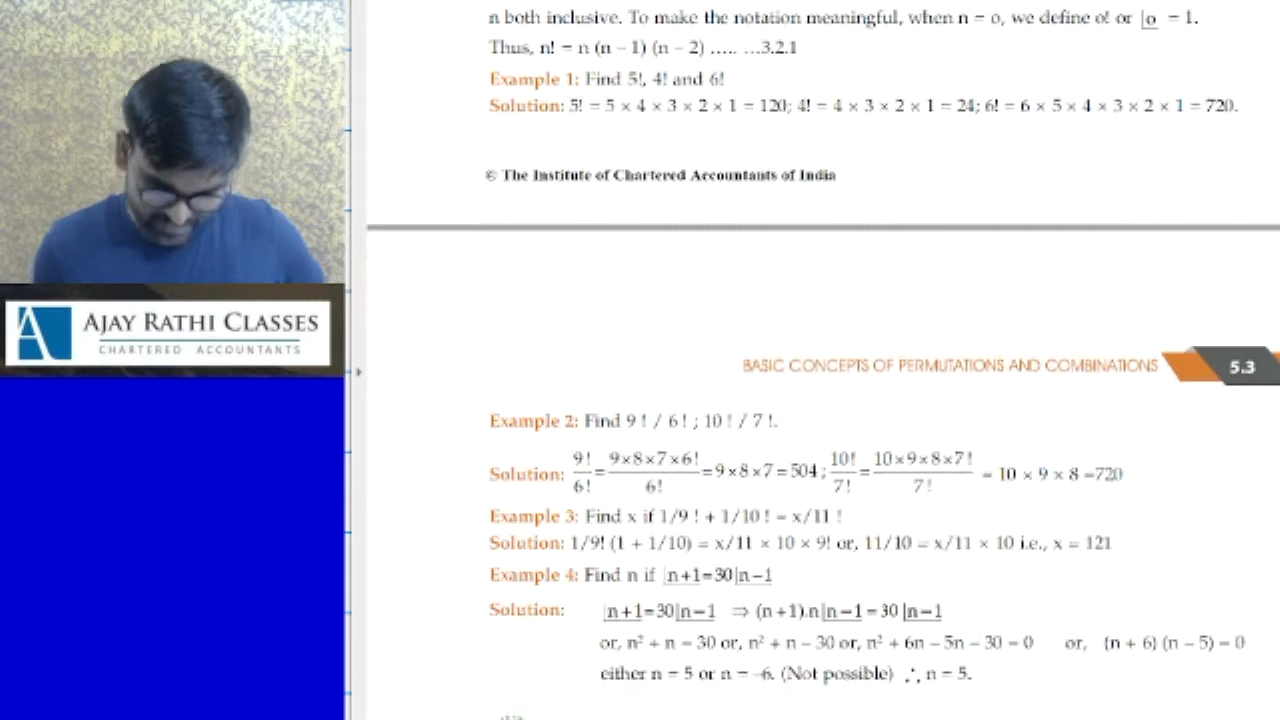 n both inclusive. To make the notation meaningful, when n = o, we define o! or |o = 1.
Thus, n! = n (n – 1) (n – 2) ..... ...3.2.1
Example 1: Find 5!, 4! and 6!
Solution: 5! = 5 × 4 × 3 × 2 × 1 = 120; 4! = 4 × 3 × 2 × 1 = 24; 6! = 6 × 5 × 4 × 3 × 2 × 1 = 720.
© The Institute of Chartered Accountants of India
AJAY RATHI CLASSES
CHARTERED ACCOUNTANTS
BASIC CONCEPTS OF PERMUTATIONS AND COMBINATIONS 5.3
Example 2: Find 9 ! / 6 ! ; 10 ! / 7 !.
Solution: 9!/6! = 9×8×7×6!/6! = 9×8×7 = 504 ; 10!/7! = 10×9×8×7!/7! = 10 × 9 × 8 =720
Example 3: Find x if 1/9 ! + 1/10 ! = x/11 !
Solution: 1/9! (1 + 1/10) = x/11 × 10 × 9! or, 11/10 = x/11 × 10 i.e., x = 121
Example 4: Find n if |n+1=30|n–1
Solution: |n+1=30|n–1 ⇒ (n+1).n|n–1 = 30 |n–1
or, n² + n = 30 or, n² + n – 30 or, n² + 6n – 5n – 30 = 0 or, (n + 6) (n – 5) = 0
either n = 5 or n = –6. (Not possible) ∴ n = 5.